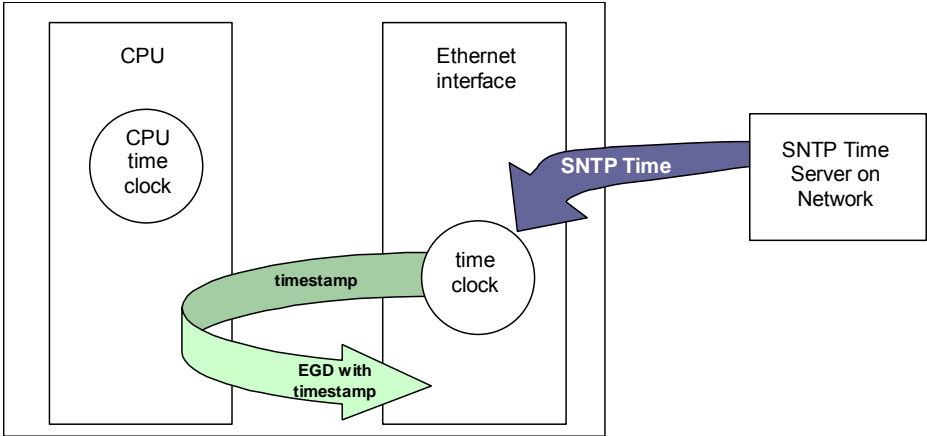 CPU
CPU
time
clock
Ethernet
interface
SNTP Time
SNTP Time
Server on
Network
time
clock
timestamp
EGD with
timestamp